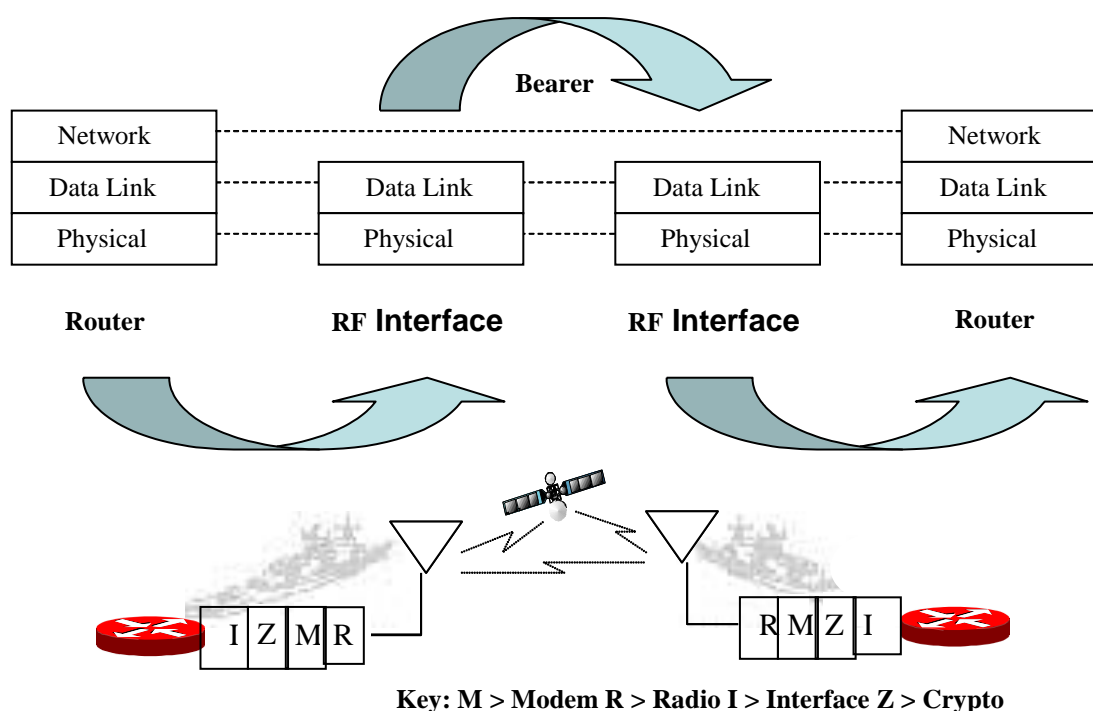 Bearer
Network Network
Data Link Data Link Data Link Data Link
Physical Physical Physical Physical
Router RF Interface RF Interface Router
I Z M R R M Z I
Key: M > Modem R > Radio I > Interface Z > Crypto